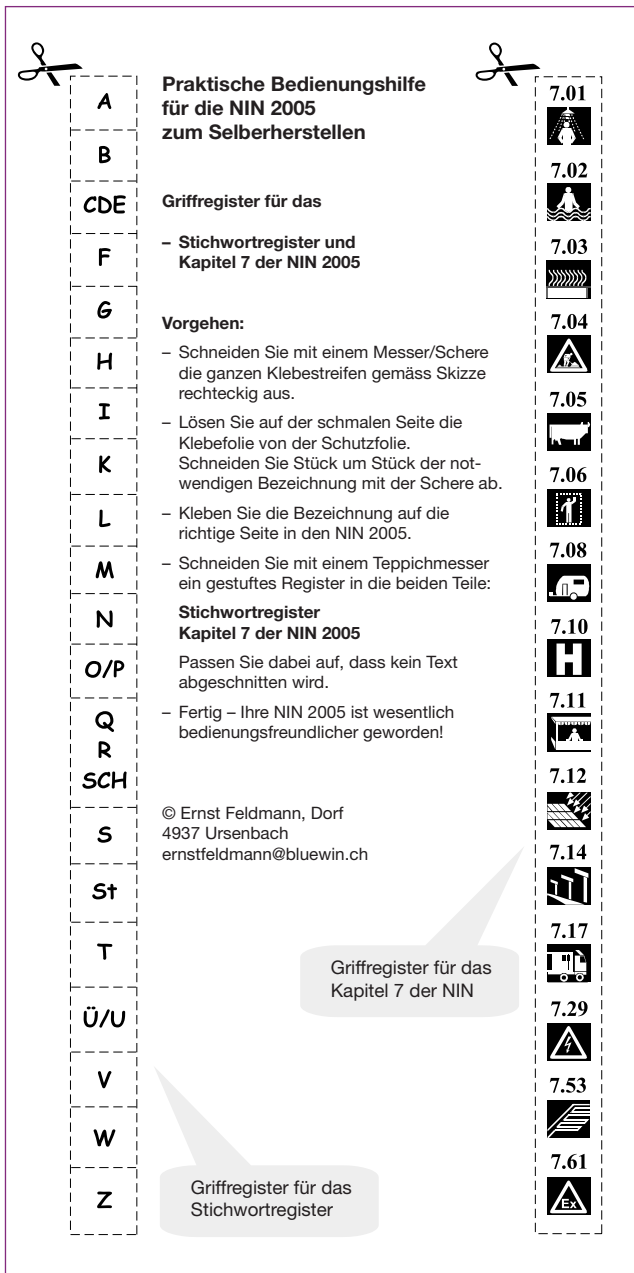 A
B
CDE
F
G
H
I
K
L
M
N
O/P
Q
R
SCH
S
St
T
Ü/U
V
W
Z
Praktische Bedienungshilfe
für die NIN 2005
zum Selberherstellen
Griffregister für das
– Stichwortregister und
Kapitel 7 der NIN 2005
Vorgehen:
– Schneiden Sie mit einem Messer/Schere
die ganzen Klebestreifen gemäss Skizze
rechteckig aus.
– Lösen Sie auf der schmalen Seite die
Klebefolie von der Schutzfolie.
Schneiden Sie Stück um Stück der not-
wendigen Bezeichnung mit der Schere ab.
– Kleben Sie die Bezeichnung auf die
richtige Seite in den NIN 2005.
– Schneiden Sie mit einem Teppichmesser
ein gestuftes Register in die beiden Teile:
Stichwortregister
Kapitel 7 der NIN 2005
Passen Sie dabei auf, dass kein Text
abgeschnitten wird.
– Fertig – Ihre NIN 2005 ist wesentlich
bedienungsfreundlicher geworden!
© Ernst Feldmann, Dorf
4937 Ursenbach
ernstfeldmann@bluewin.ch
Griffregister für das
Kapitel 7 der NIN
Griffregister für das
Stichwortregister
7.01
7.02
7.03
7.04
7.05
7.06
7.08
7.10
H
7.11
7.12
7.14
7.17
7.29
7.53
7.61
Ex